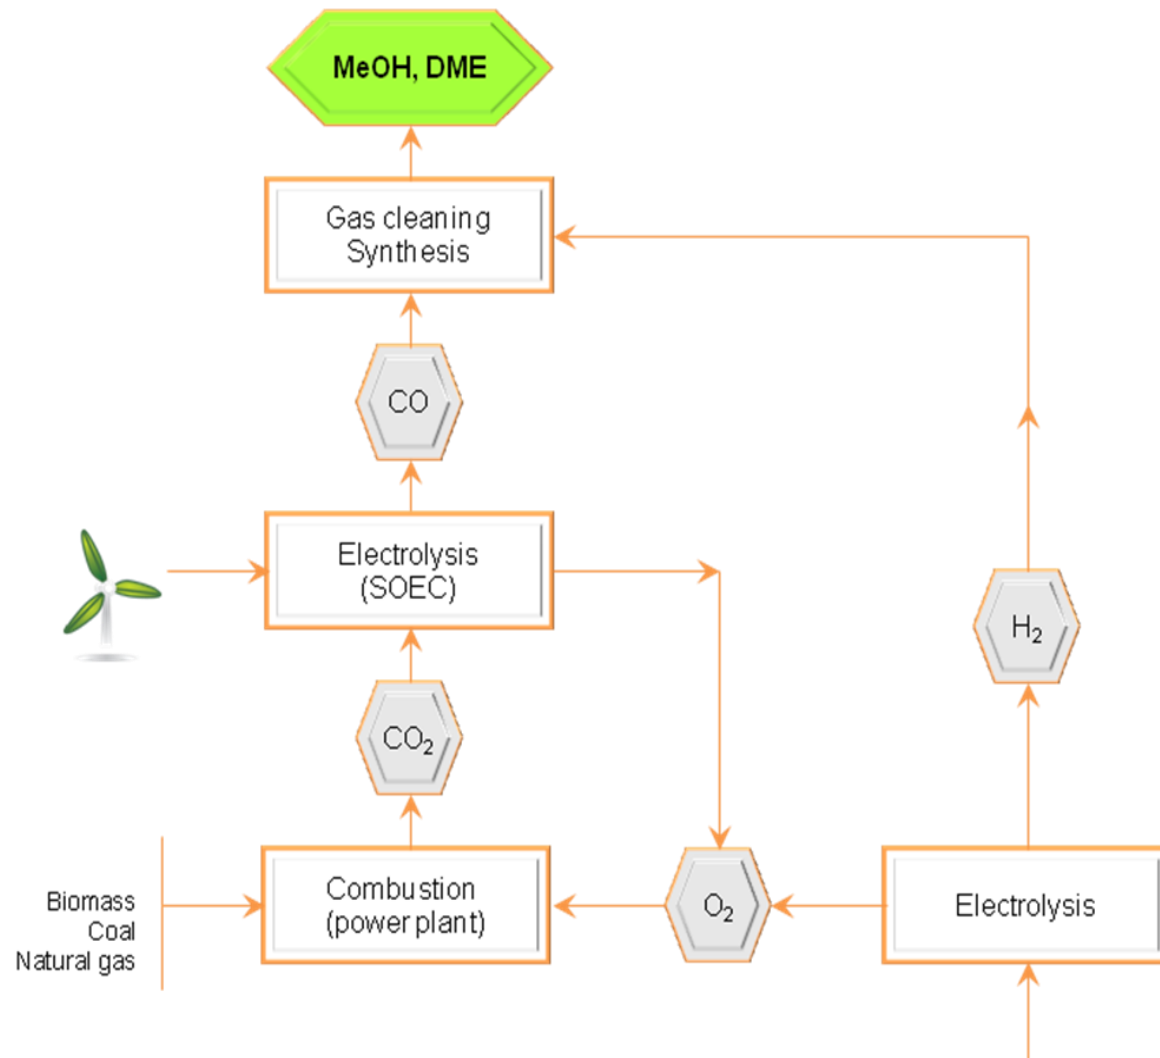 MeOH, DME
Gas cleaning
Synthesis
CO
Electrolysis
(SOEC)
H₂
CO₂
Biomass
Coal
Natural gas
Combustion
(power plant)
O₂
Electrolysis